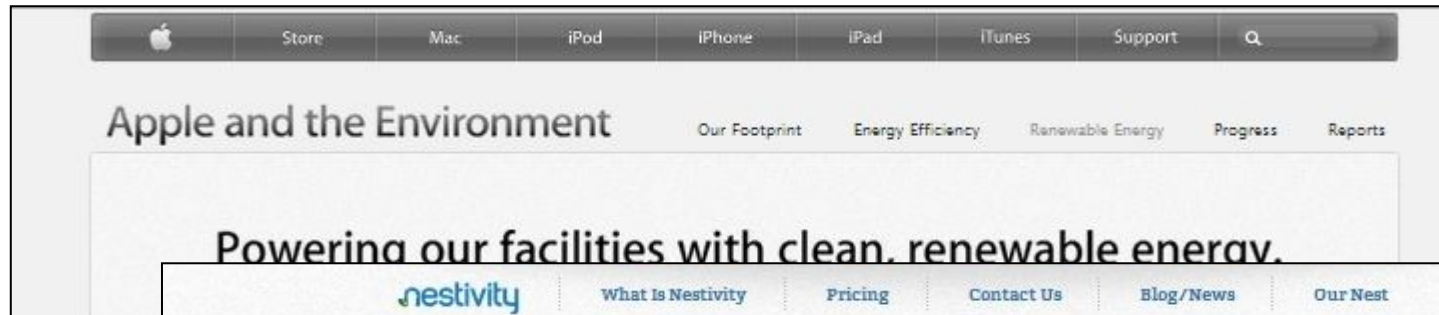 Store Mac iPod iPhone iPad iTunes Support
Apple and the Environment Our Footprint Energy Efficiency Renewable Energy Progress Reports
Powering our facilities with clean, renewable energy.
nestivity What Is Nestivity Pricing Contact Us Blog/News Our Nest